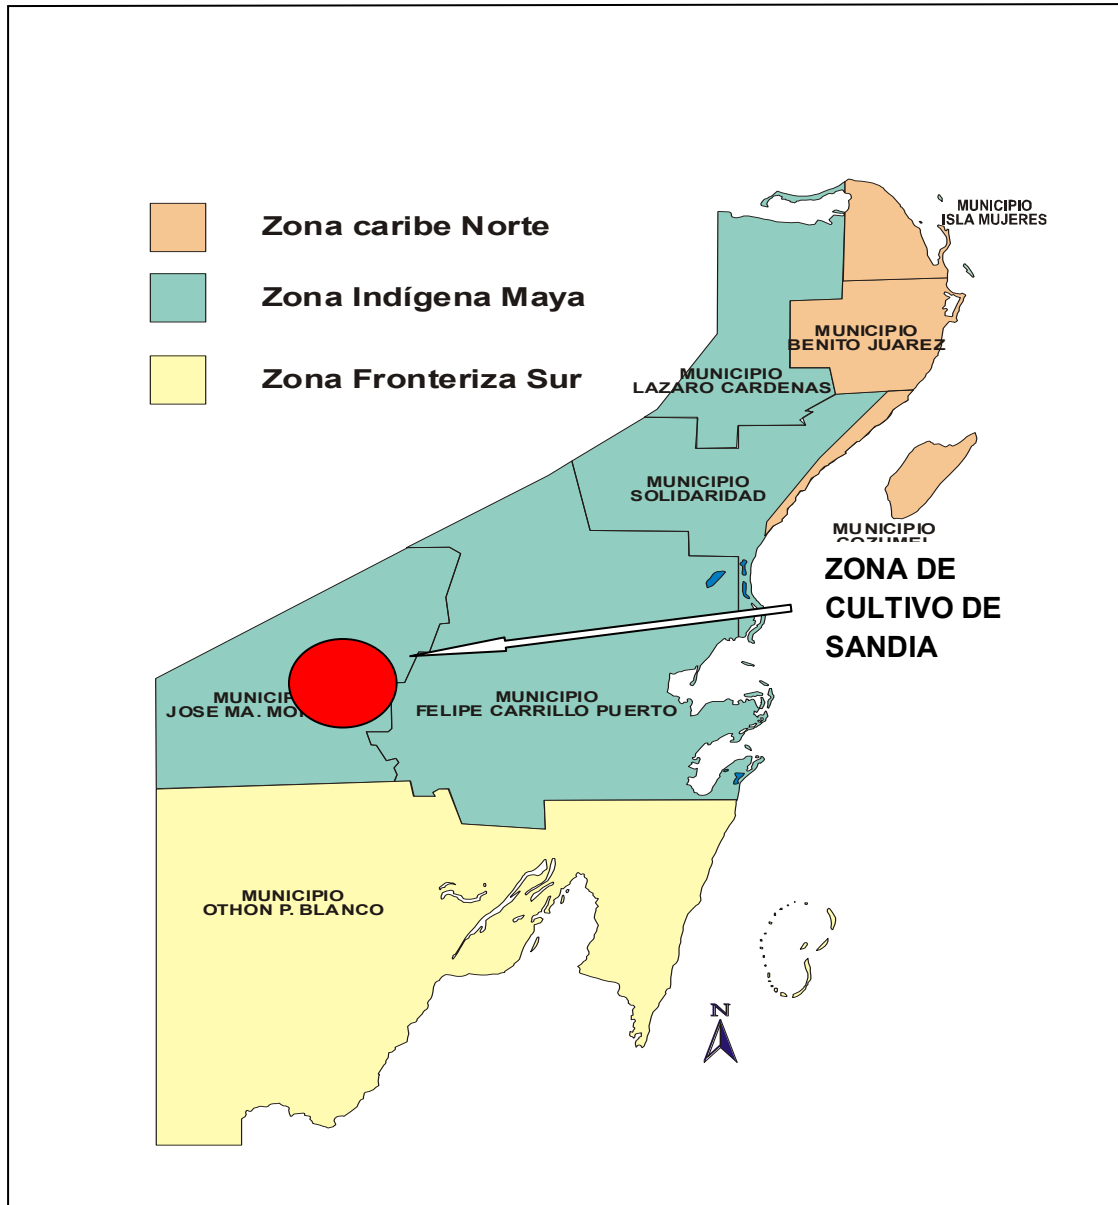 Zona caribe Norte
Zona Indígena Maya
Zona Fronteriza Sur
MUNICIPIO
ISLA MUJERES
MUNICIPIO
BENITO JUAREZ
MUNICIPIO
LAZARO CARDENAS
MUNICIPIO
SOLIDARIDAD
MUNICIPIO
COZUMEL
ZONA DE
CULTIVO DE
SANDIA
JOSE MA.
MUNICIPIO
FELIPE CARRILLO PUERTO
MUNICIPIO
OTHON P. BLANCO
N